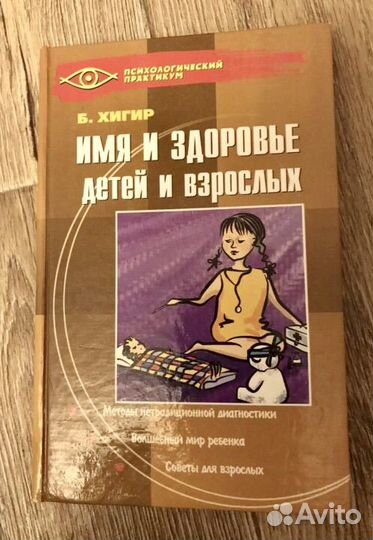 ПСИХОЛОГИЧЕСКИЙ
ПРАКТИКУМ
Б. ХИГИР
ИМЯ И ЗДОРОВЬЕ
детей и взрослых
Методы нетрадиционной диагностики
Волшебный мир ребенка
Советы для взрослых
Avito